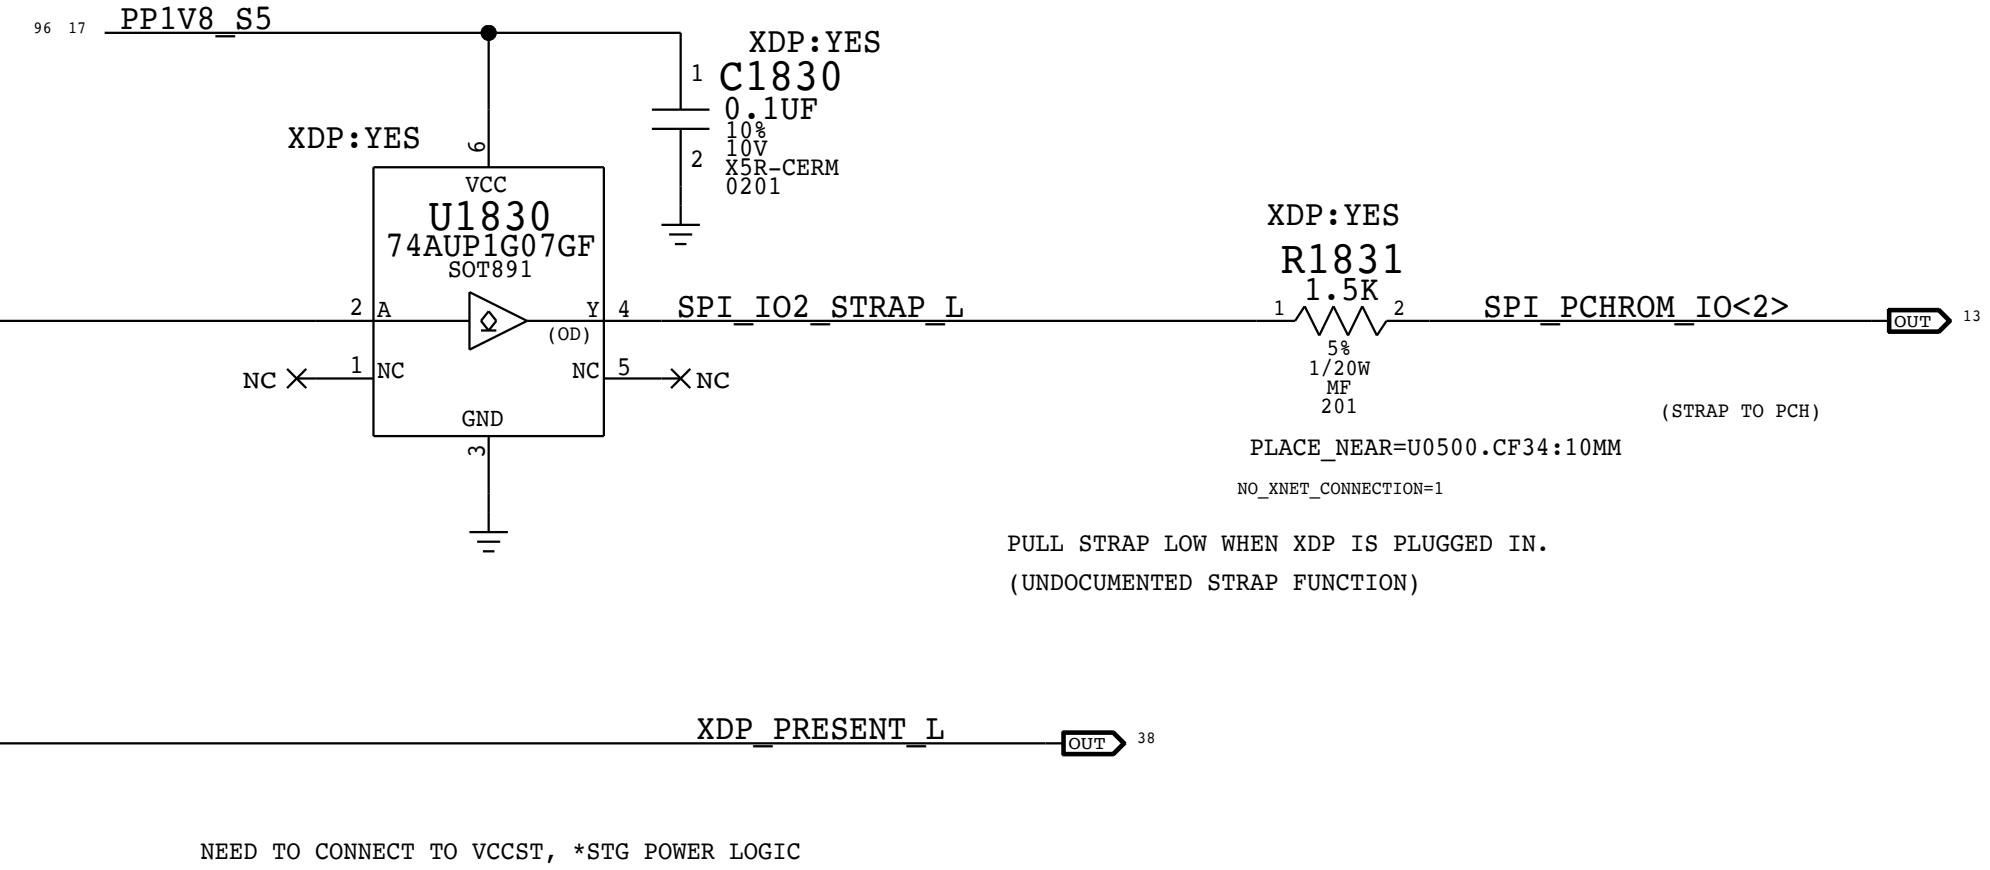 96 17 PP1V8_S5
XDP:YES
1 C1830
0.1UF
10%
10V
2 X5R-CERM
0201
XDP:YES
6
VCC
U1830
74AUP1G07GF
SOT891
2 A
Y 4
(OD)
SPI_IO2_STRAP_L
NC 1 NC
NC 5 NC
GND
3
XDP:YES
R1831
1.5K
1 2
SPI_PCHROM_IO<2>
OUT 13
5%
1/20W
MF
201
(STRAP TO PCH)
PLACE_NEAR=U0500.CF34:10MM
NO_XNET_CONNECTION=1
PULL STRAP LOW WHEN XDP IS PLUGGED IN.
(UNDOCUMENTED STRAP FUNCTION)
XDP_PRESENT_L
OUT 38
NEED TO CONNECT TO VCCST, *STG POWER LOGIC